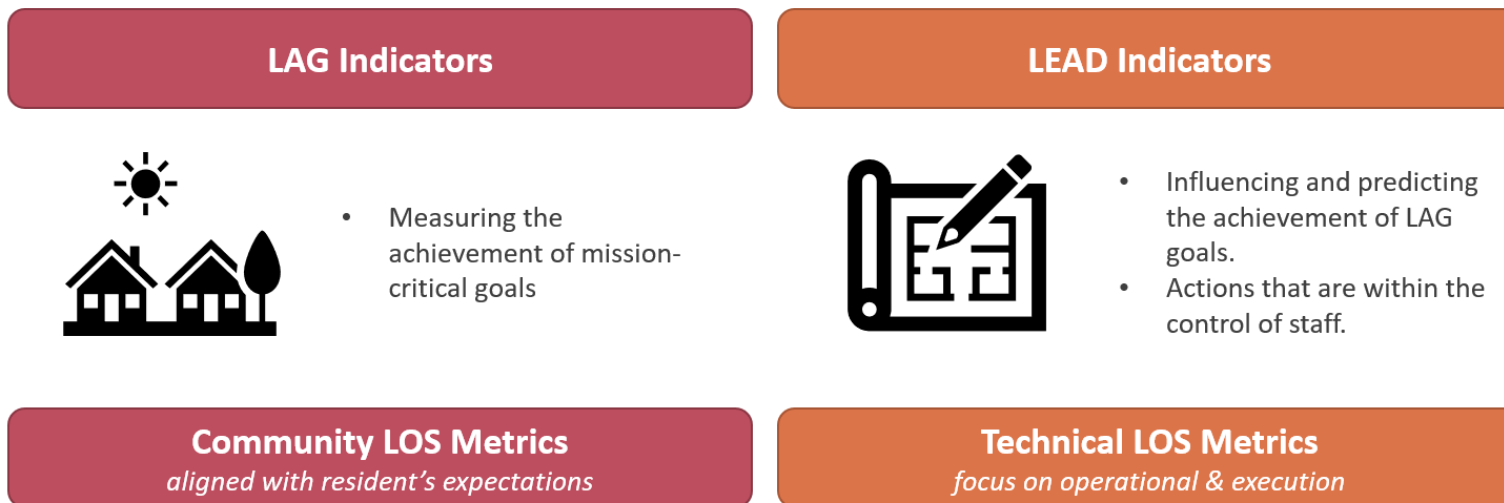 LAG Indicators
• Measuring the
achievement of mission-
critical goals
Community LOS Metrics
aligned with resident’s expectations
LEAD Indicators
• Influencing and predicting
the achievement of LAG
goals.
• Actions that are within the
control of staff.
Technical LOS Metrics
focus on operational & execution